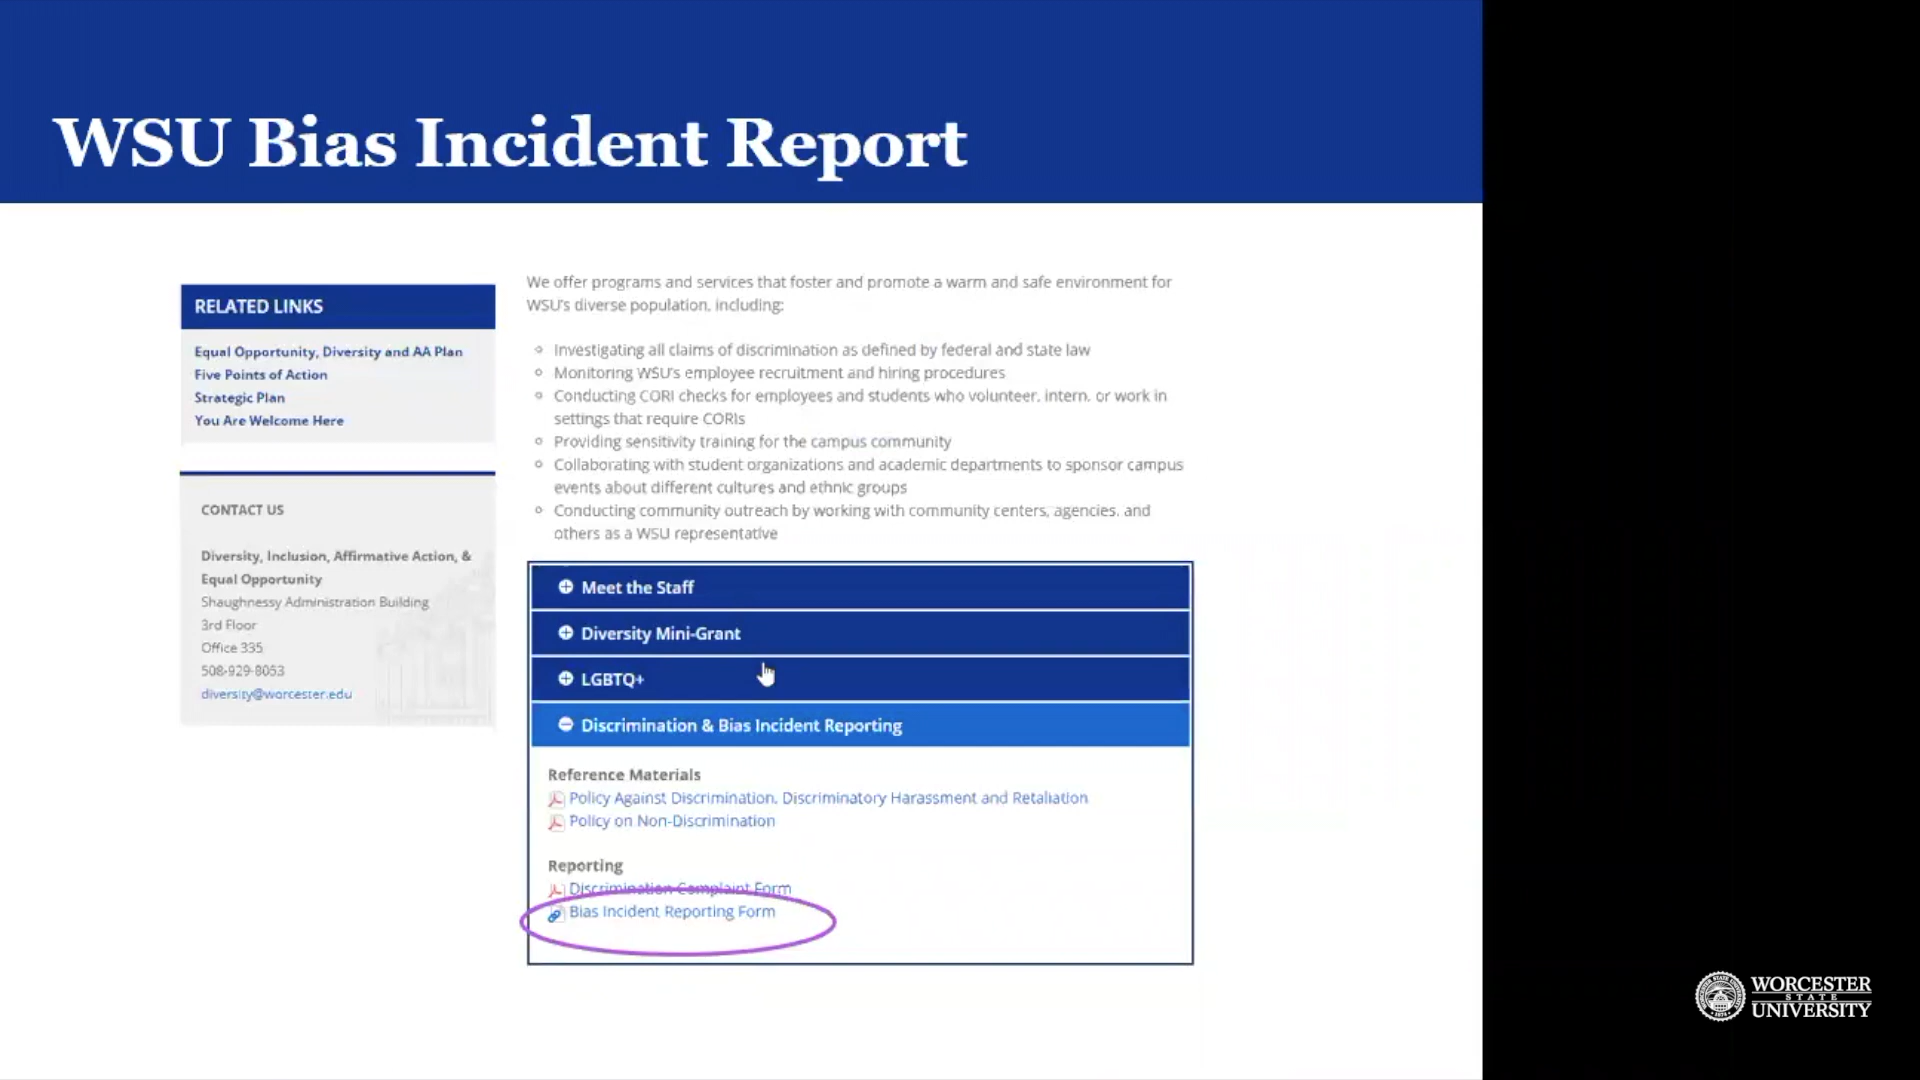 WSU Bias Incident Report
RELATED LINKS
Equal Opportunity, Diversity and AA Plan
Five Points of Action
Strategic Plan
You Are Welcome Here
CONTACT US
Diversity, Inclusion, Affirmative Action, &
Equal Opportunity
Shaughnessy Administration Building
3rd Floor
Office 335
508-929-8053
diversity@worcester.edu
We offer programs and services that foster and promote a warm and safe environment for
WSU's diverse population, including:
Investigating all claims of discrimination as defined by federal and state law
Monitoring WSU's employee recruitment and hiring procedures
Conducting CORI checks for employees and students who volunteer, intern, or work in
settings that require CORIs
Providing sensitivity training for the campus community
Collaborating with student organizations and academic departments to sponsor campus
events about different cultures and ethnic groups
Conducting community outreach by working with community centers, agencies, and
others as a WSU representative
Meet the Staff
Diversity Mini-Grant
LGBTQ+
Discrimination & Bias Incident Reporting
Reference Materials
Policy Against Discrimination, Discriminatory Harassment and Retaliation
Policy on Non-Discrimination
Reporting
Discrimination Complaint Form
Bias Incident Reporting Form
WORCESTER
STATE
UNIVERSITY